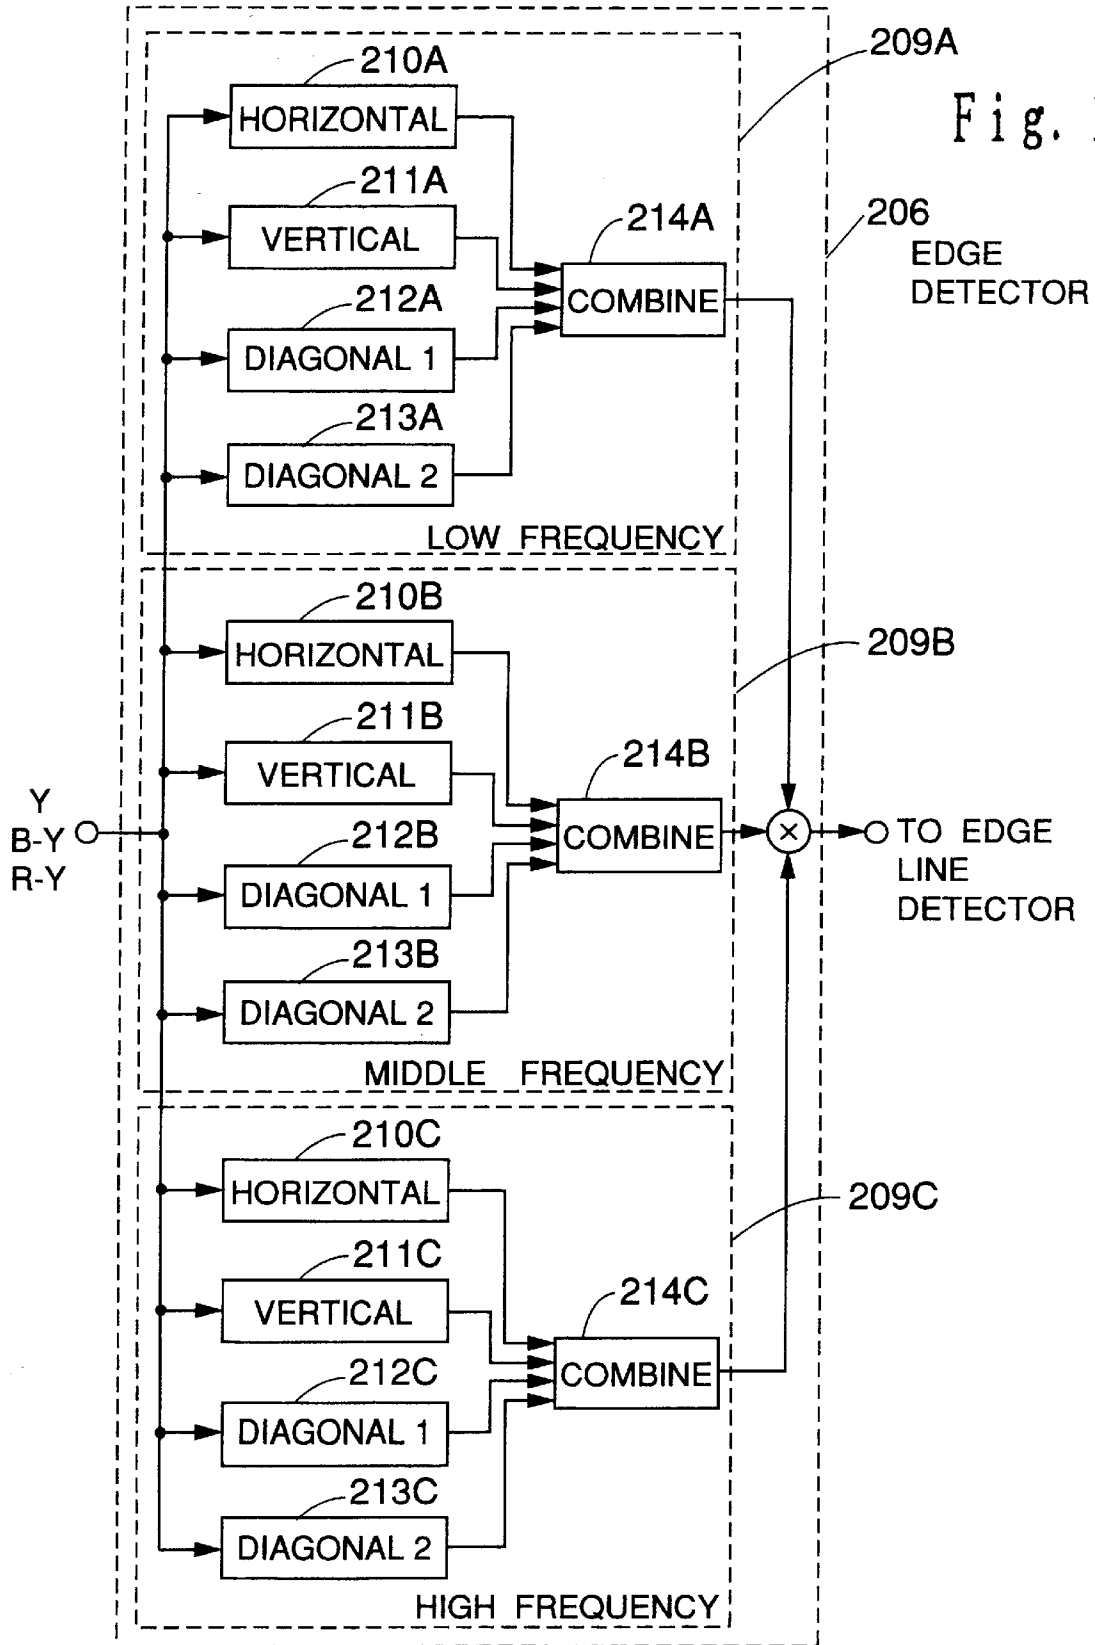 210A
209A
HORIZONTAL
Fig.
211A
VERTICAL
214A
206
EDGE
DETECTOR
212A
COMBINE
DIAGONAL 1
213A
DIAGONAL 2
LOW FREQUENCY
210B
HORIZONTAL
209B
211B
VERTICAL
214B
Y
B-Y
R-Y
212B
COMBINE
×
TO EDGE
LINE
DETECTOR
DIAGONAL 1
213B
DIAGONAL 2
MIDDLE FREQUENCY
210C
HORIZONTAL
209C
211C
VERTICAL
214C
212C
COMBINE
DIAGONAL 1
213C
DIAGONAL 2
HIGH FREQUENCY